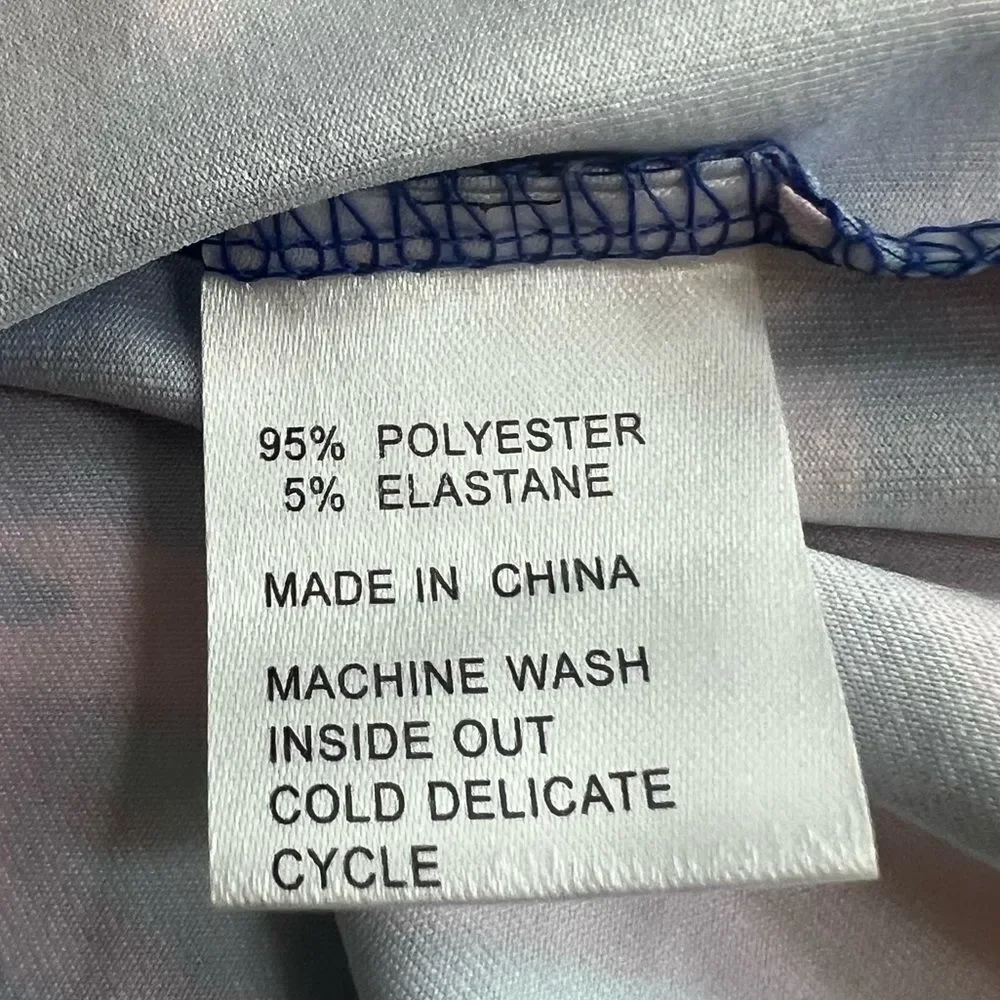 95% POLYESTER
5% ELASTANE
MADE IN CHINA
MACHINE WASH
INSIDE OUT
COLD DELICATE
CYCLE